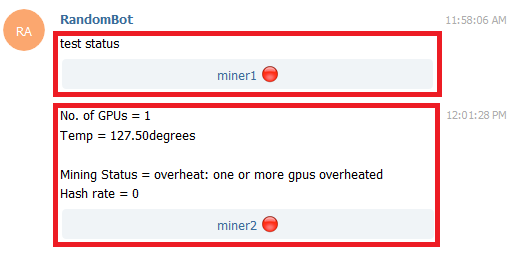 RA
RandomBot
11:58:06 AM
test status
miner1 🔴
12:01:28 PM
No. of GPUs = 1
Temp = 127.50degrees
Mining Status = overheat: one or more gpus overheated
Hash rate = 0
miner2 🔴